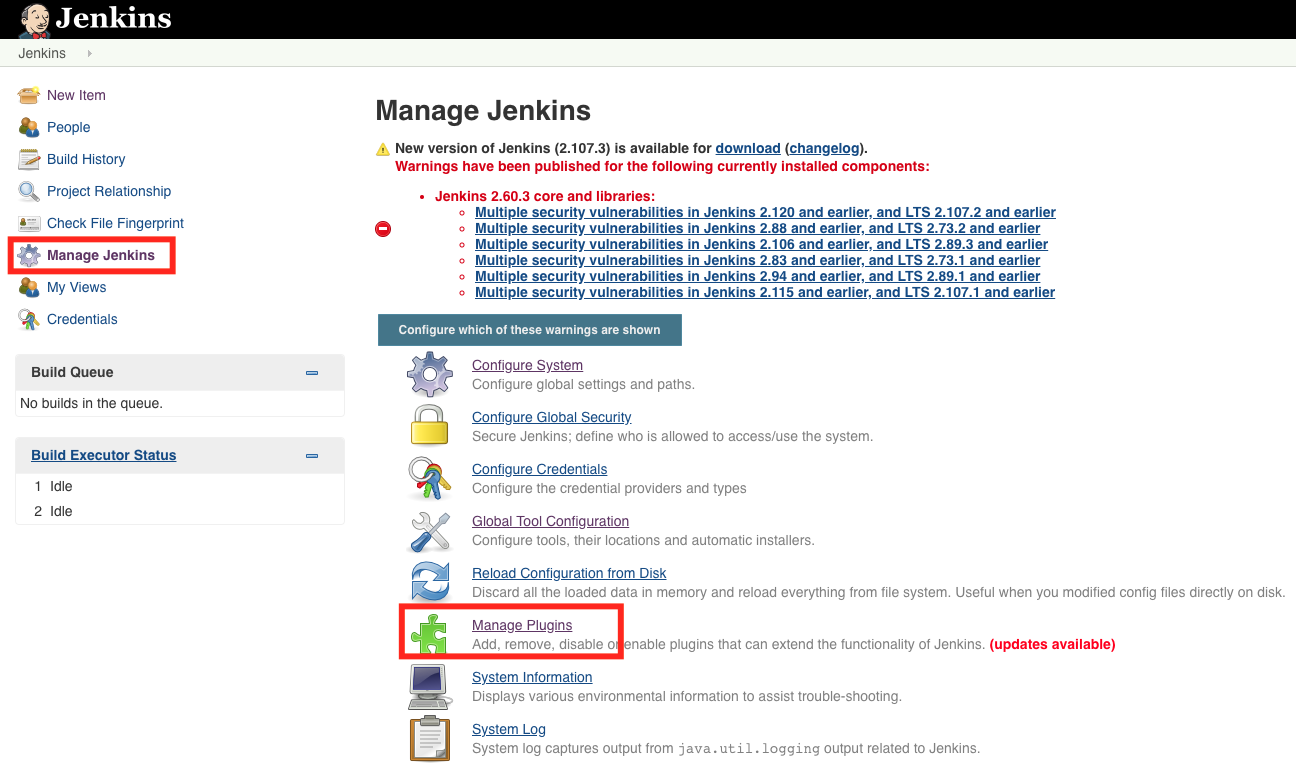 Jenkins
Jenkins
New Item
People
Build History
Project Relationship
Check File Fingerprint
Manage Jenkins
My Views
Credentials
Build Queue
No builds in the queue.
Build Executor Status
1 Idle
2 Idle
Manage Jenkins
New version of Jenkins (2.107.3) is available for download (changelog).
Warnings have been published for the following currently installed components:
Jenkins 2.60.3 core and libraries:
Multiple security vulnerabilities in Jenkins 2.120 and earlier, and LTS 2.107.2 and earlier
Multiple security vulnerabilities in Jenkins 2.88 and earlier, and LTS 2.73.2 and earlier
Multiple security vulnerabilities in Jenkins 2.106 and earlier, and LTS 2.89.3 and earlier
Multiple security vulnerabilities in Jenkins 2.83 and earlier, and LTS 2.73.1 and earlier
Multiple security vulnerabilities in Jenkins 2.94 and earlier, and LTS 2.89.1 and earlier
Multiple security vulnerabilities in Jenkins 2.115 and earlier, and LTS 2.107.1 and earlier
Configure which of these warnings are shown
Configure System
Configure global settings and paths.
Configure Global Security
Secure Jenkins; define who is allowed to access/use the system.
Configure Credentials
Configure the credential providers and types
Global Tool Configuration
Configure tools, their locations and automatic installers.
Reload Configuration from Disk
Discard all the loaded data in memory and reload everything from file system. Useful when you modified config files directly on disk.
Manage Plugins
Add, remove, disable or enable plugins that can extend the functionality of Jenkins. (updates available)
System Information
Displays various environmental information to assist trouble-shooting.
System Log
System log captures output from java.util.logging output related to Jenkins.